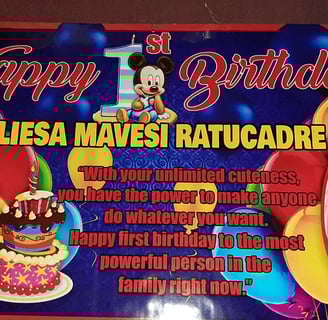 appy 1st Birthd
LIESA MAVESI RATUCADRE
"With your unlimited cuteness,
you have the power to make anyone
do whatever you want.
Happy first birthday to the most
powerful person in the
family right now."